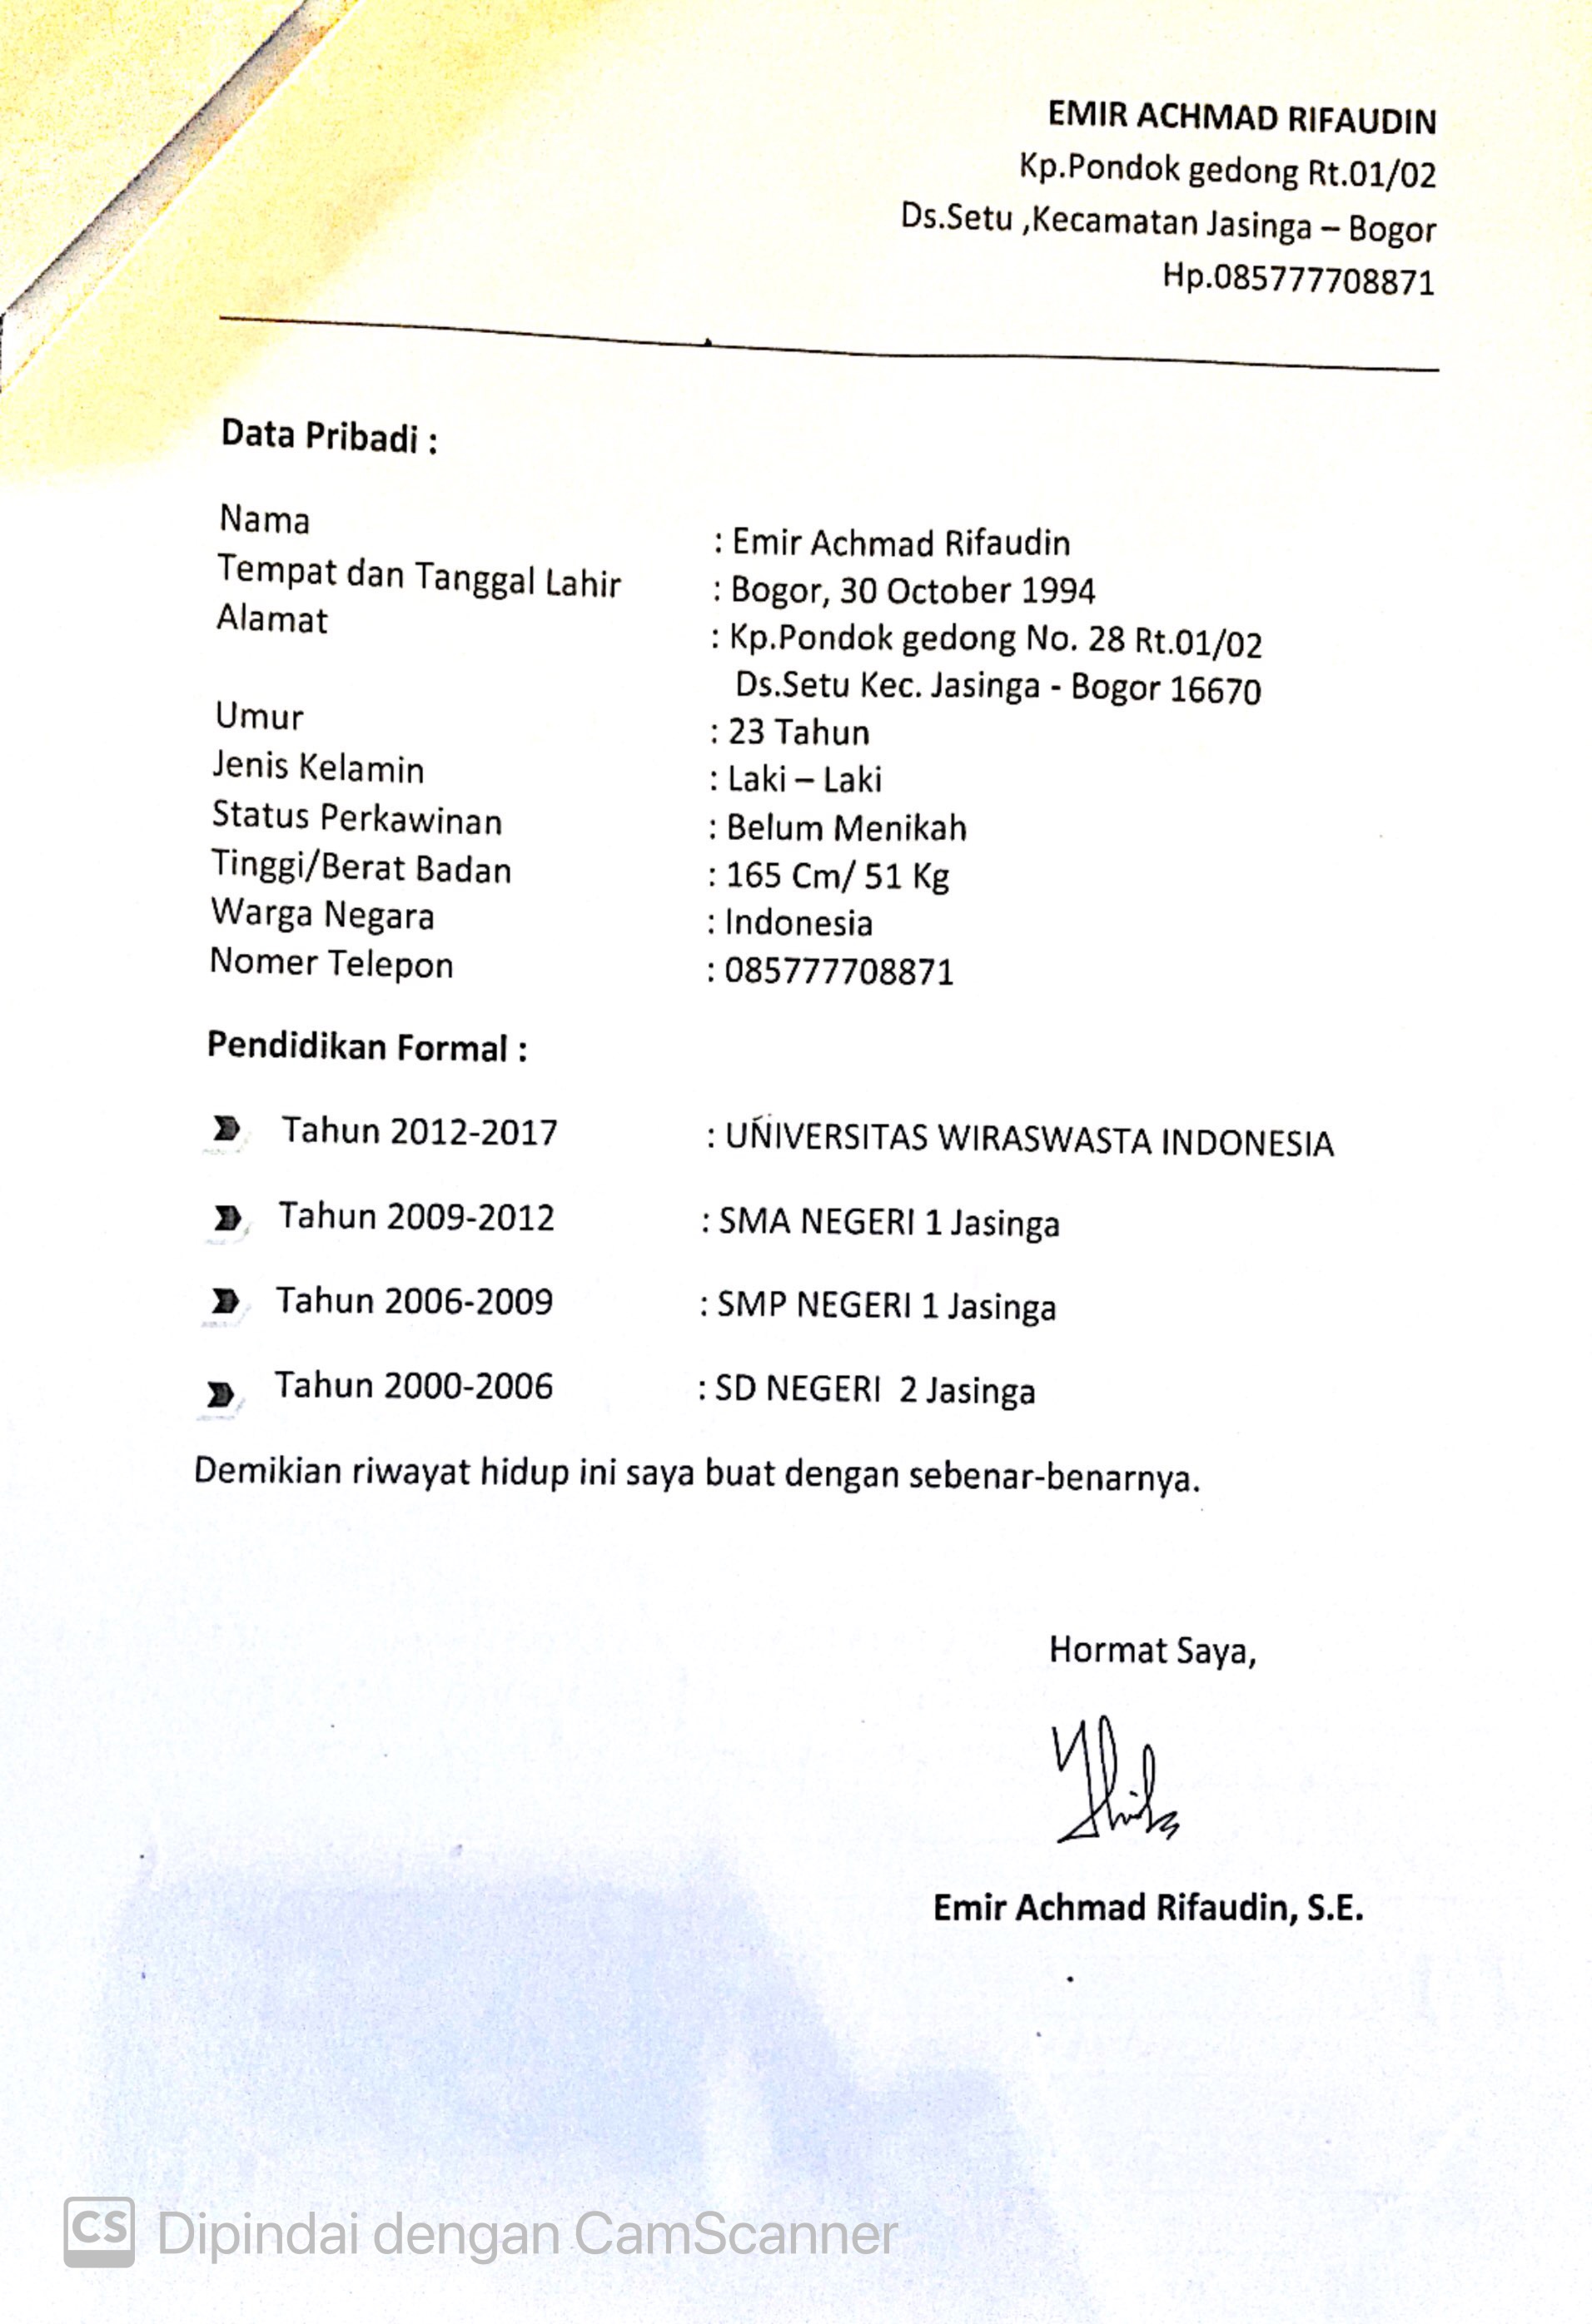 EMIR ACHMAD RIFAUDIN
Kp.Pondok gedong Rt.01/02
Ds.Setu ,Kecamatan Jasinga – Bogor
Hp.085777708871
Data Pribadi :
Nama : Emir Achmad Rifaudin
Tempat dan Tanggal Lahir : Bogor, 30 October 1994
Alamat : Kp.Pondok gedong No. 28 Rt.01/02
Ds.Setu Kec. Jasinga - Bogor 16670
Umur : 23 Tahun
Jenis Kelamin : Laki – Laki
Status Perkawinan : Belum Menikah
Tinggi/Berat Badan : 165 Cm/ 51 Kg
Warga Negara : Indonesia
Nomer Telepon : 085777708871
Pendidikan Formal :
Tahun 2012-2017 : UNIVERSITAS WIRASWASTA INDONESIA
Tahun 2009-2012 : SMA NEGERI 1 Jasinga
Tahun 2006-2009 : SMP NEGERI 1 Jasinga
Tahun 2000-2006 : SD NEGERI 2 Jasinga
Demikian riwayat hidup ini saya buat dengan sebenar-benarnya.
Hormat Saya,
Emir Achmad Rifaudin, S.E.
CS Dipindai dengan CamScanner